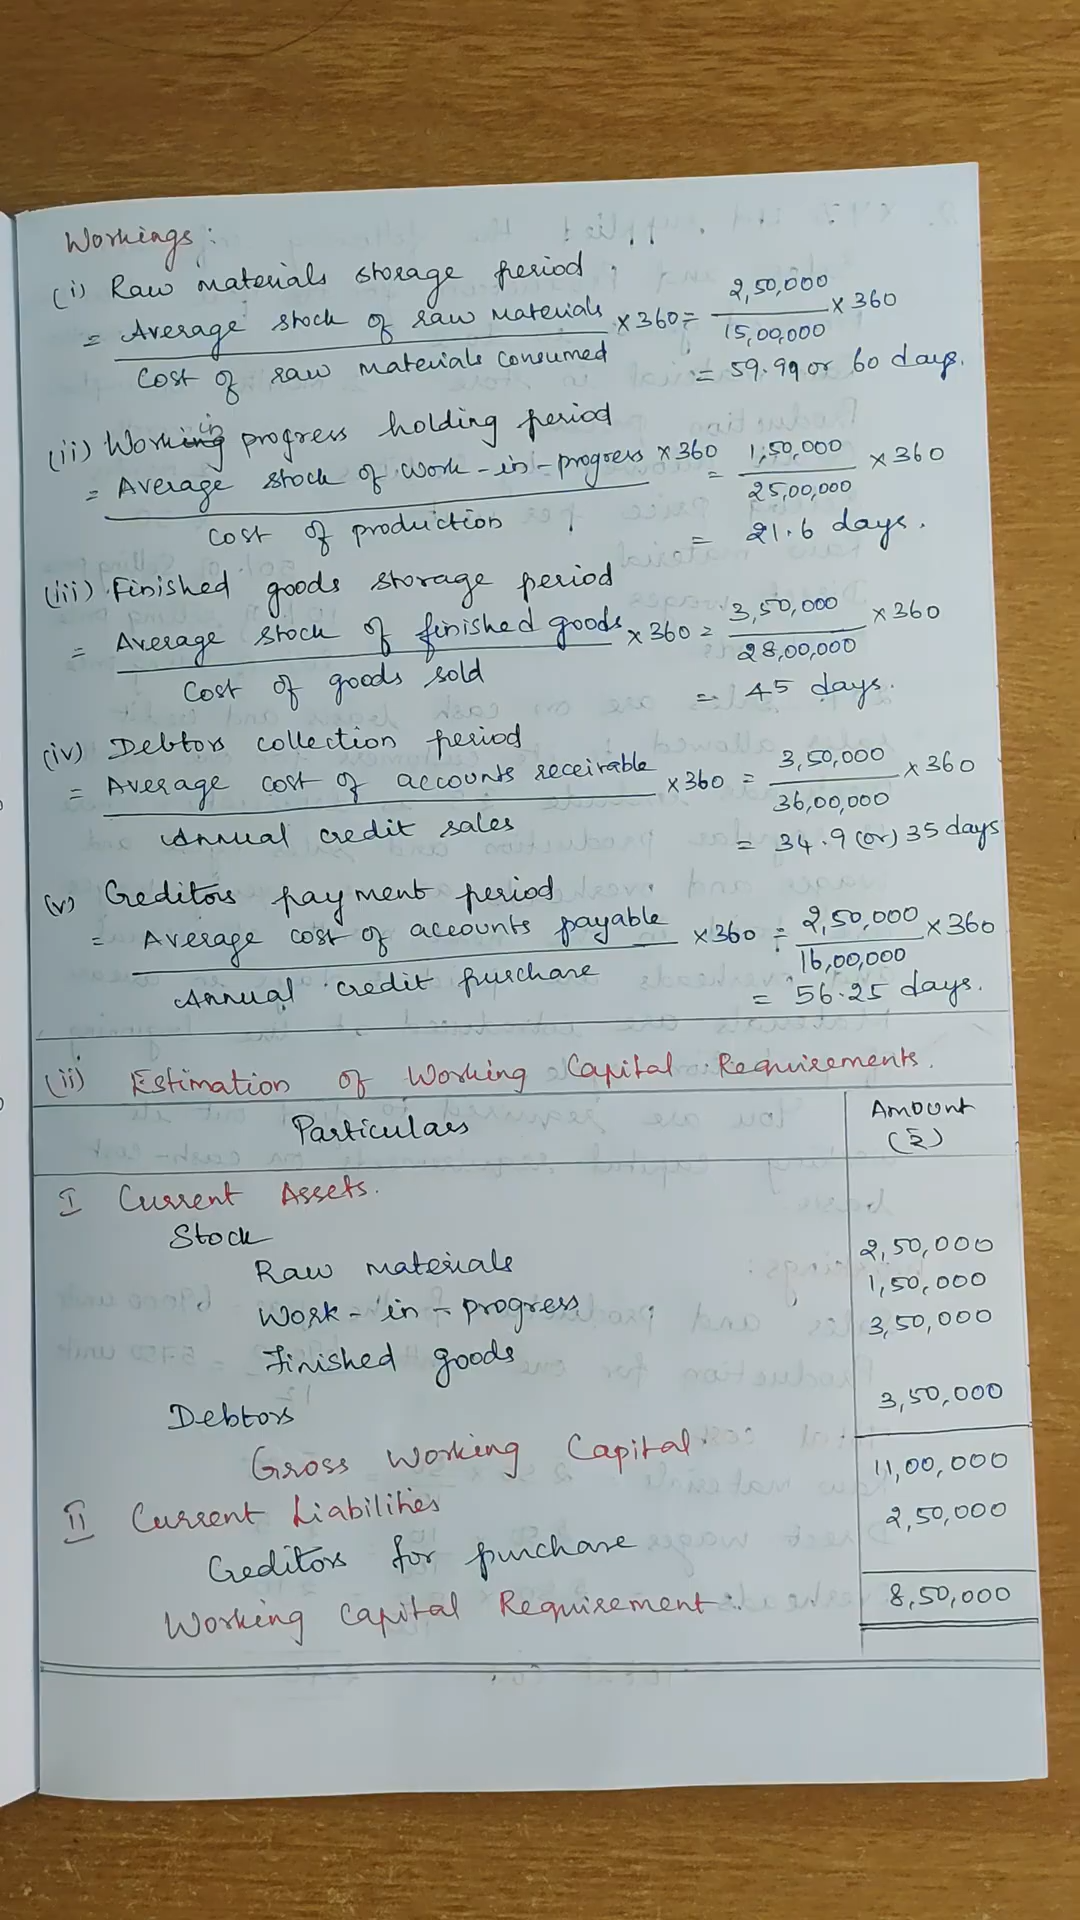 Workings:
(i) Raw materials storage period
= Average stock of raw materials / Cost of raw materials consumed × 360 = 2,50,000 / 15,00,000 × 360
= 59.99 or 60 days.
(ii) Work in progress holding period
= Average stock of work-in-progress / Cost of production × 360 = 1,50,000 / 25,00,000 × 360
= 21.6 days.
(iii) Finished goods storage period
= Average stock of finished goods / Cost of goods sold × 360 = 3,50,000 / 28,00,000 × 360
= 45 days.
(iv) Debtors collection period
= Average cost of accounts receivable / Annual credit sales × 360 = 3,50,000 / 36,00,000 × 360
= 34.9 (or) 35 days
(v) Creditors payment period
= Average cost of accounts payable / Annual credit purchase × 360 = 2,50,000 / 16,00,000 × 360
= 56.25 days.
(ii) Estimation of Working Capital Requirements.
Particulars Amount (₹)
I Current Assets.
Stock
Raw materials 2,50,000
Work-in-progress 1,50,000
Finished goods 3,50,000
Debtors 3,50,000
Gross Working Capital 11,00,000
II Current Liabilities
Creditors for purchase 2,50,000
Working Capital Requirement 8,50,000